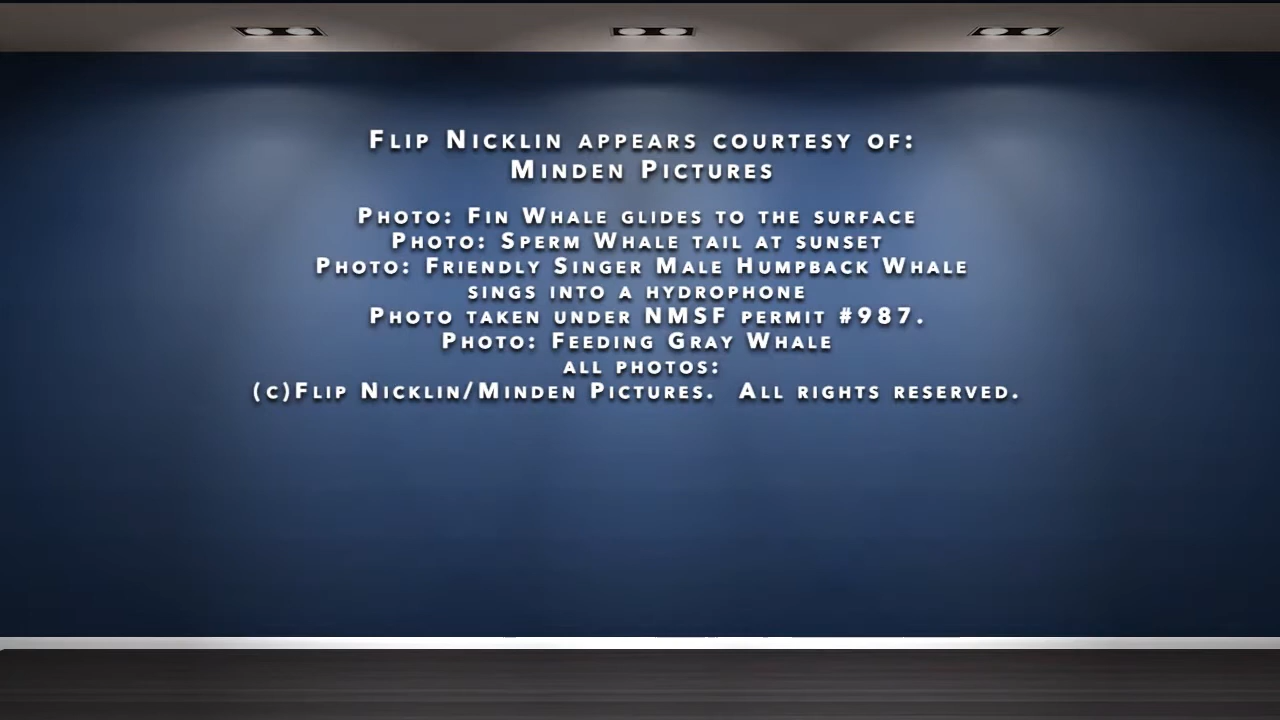 Flip Nicklin appears courtesy of:
Minden Pictures
Photo: Fin Whale glides to the surface
Photo: Sperm Whale tail at sunset
Photo: Friendly Singer Male Humpback Whale
sings into a hydrophone
Photo taken under NMSF permit #987.
Photo: Feeding Gray Whale
all photos:
(c)Flip Nicklin/Minden Pictures.  All rights reserved.